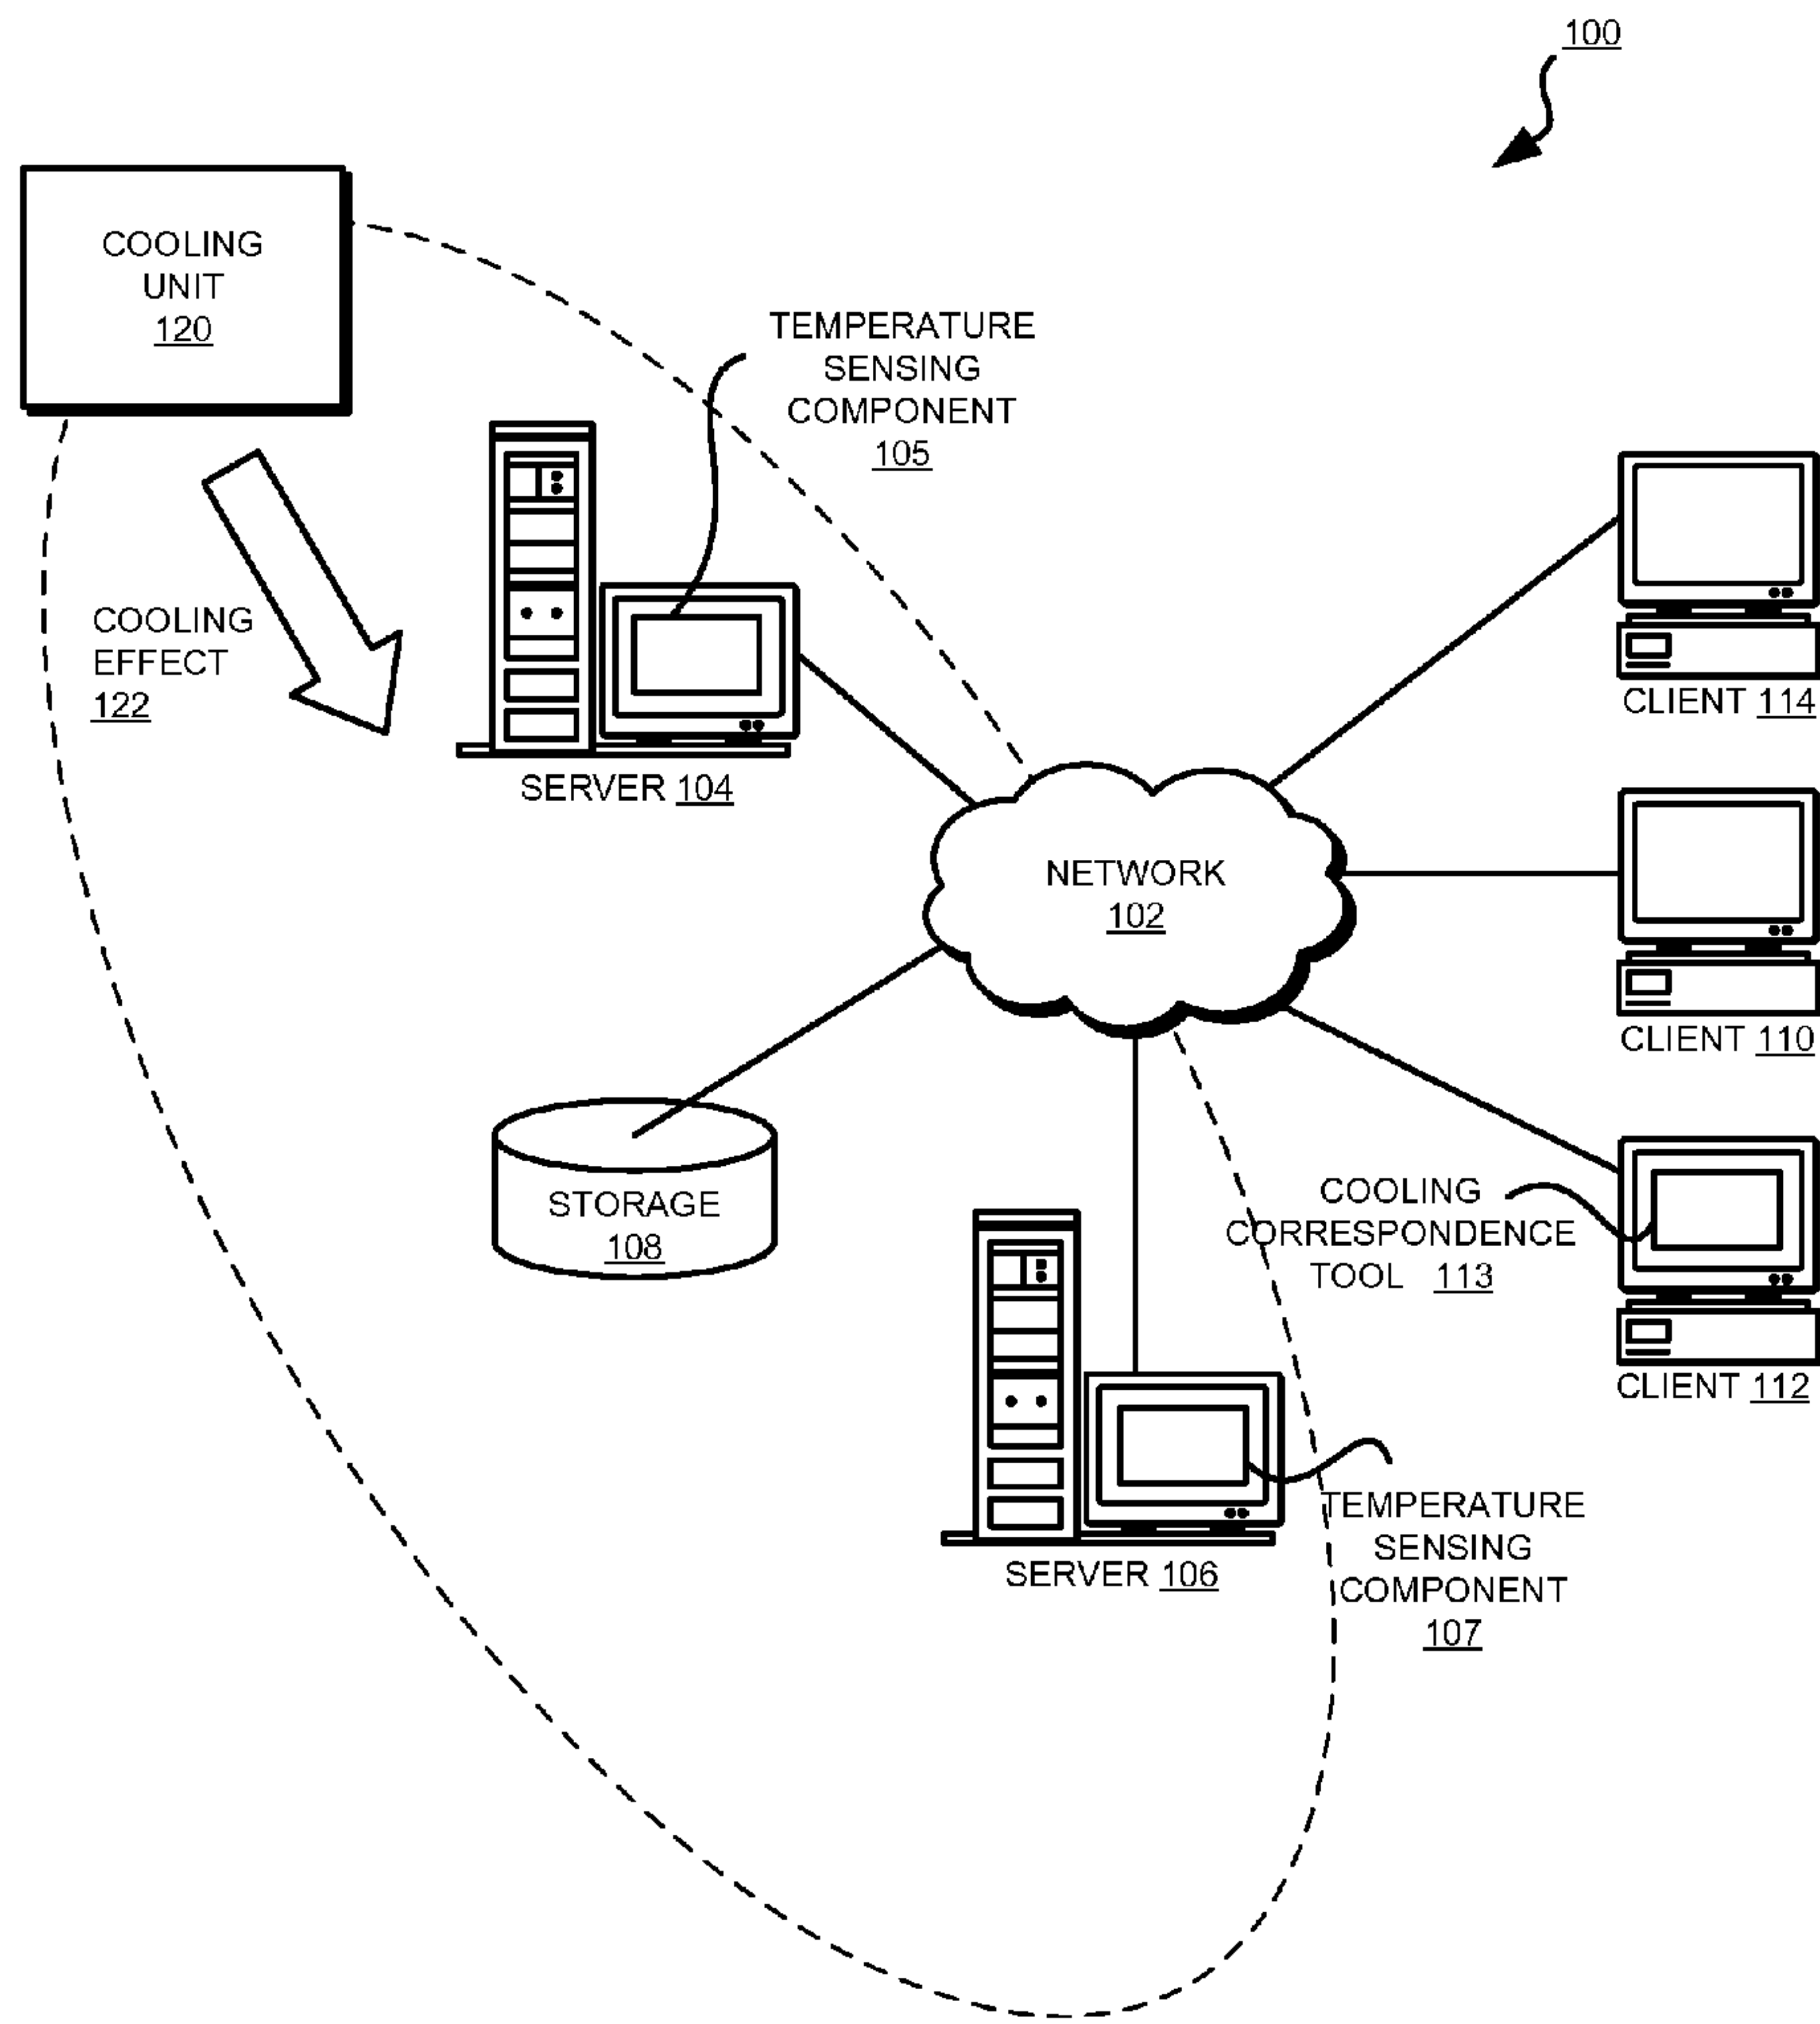 100
COOLING
UNIT
120
TEMPERATURE
SENSING
COMPONENT
105
COOLING
EFFECT
122
SERVER 104
CLIENT 114
NETWORK
102
CLIENT 110
STORAGE
108
COOLING
CORRESPONDENCE
TOOL 113
CLIENT 112
SERVER 106
TEMPERATURE
SENSING
COMPONENT
107